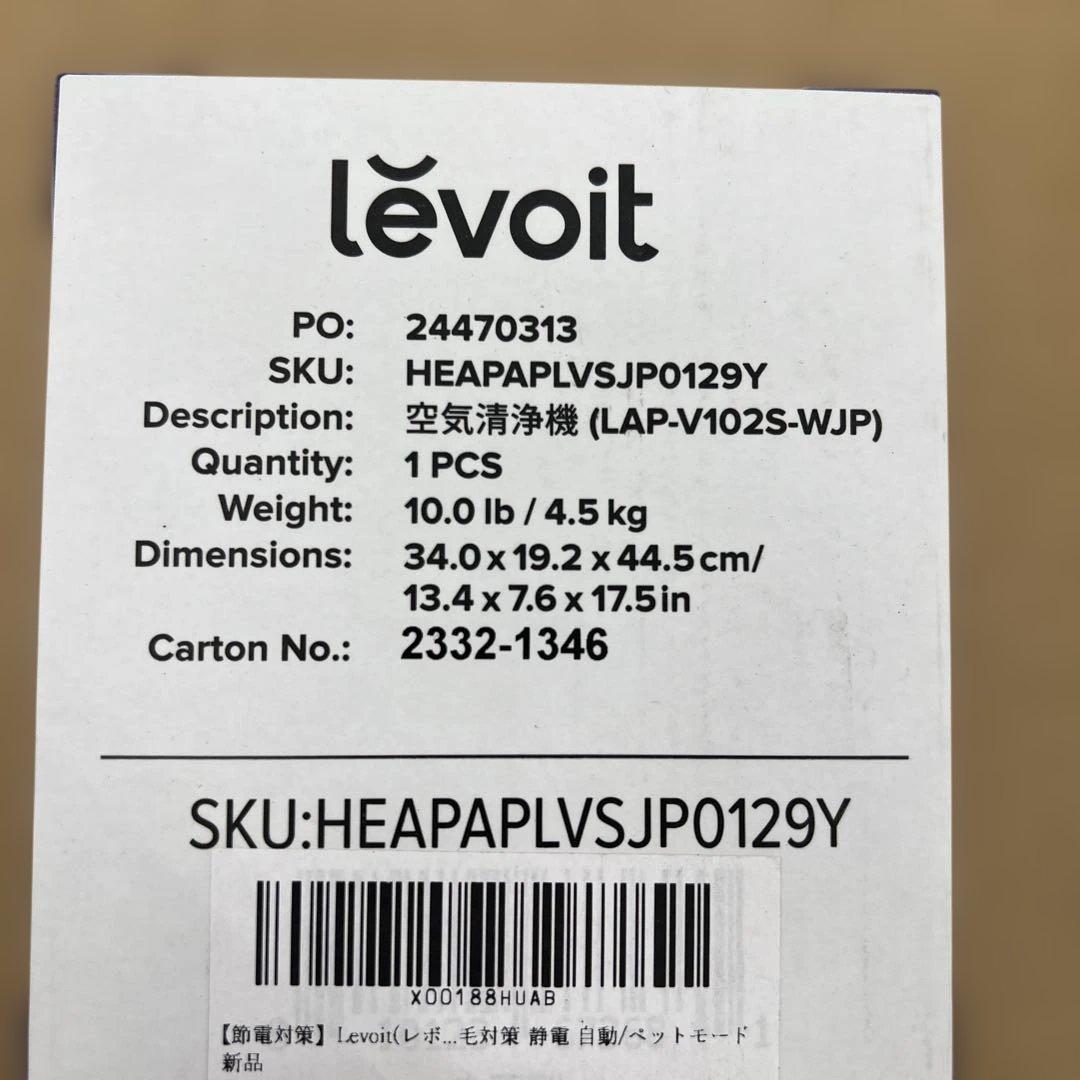 levoit
PO: 24470313
SKU: HEAPAPLVSJP0129Y
Description: 空気清浄機 (LAP-V102S-WJP)
Quantity: 1 PCS
Weight: 10.0 lb / 4.5 kg
Dimensions: 34.0 x 19.2 x 44.5 cm/
13.4 x 7.6 x 17.5 in
Carton No.: 2332-1346
SKU:HEAPAPLVSJP0129Y
X00188HUAB
【節電対策】Levoit(レボ...毛対策 静電 自動/ペットモード
新品